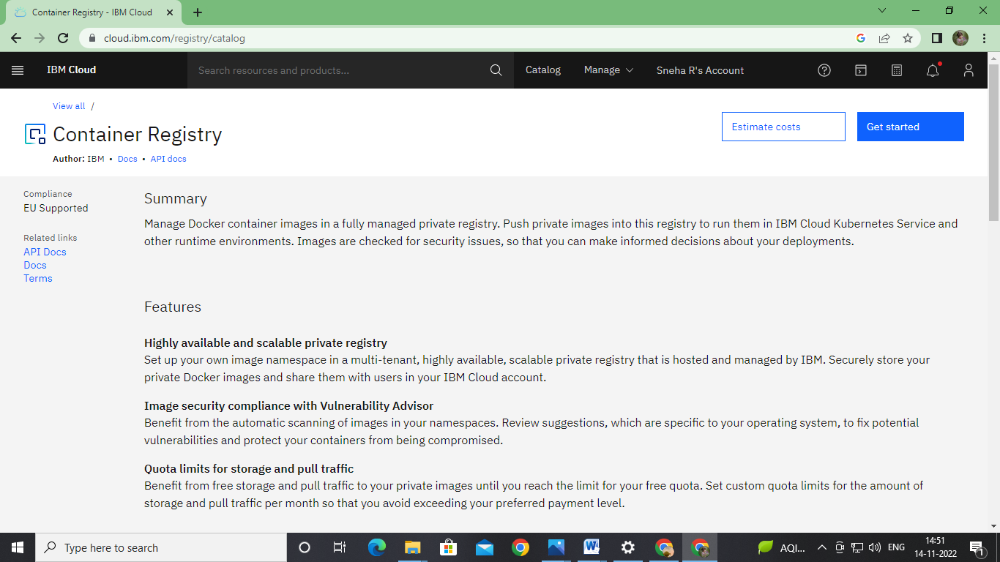 Container Registry - IBM Cloud
cloud.ibm.com/registry/catalog
IBM Cloud
Search resources and products...
Catalog
Manage
Sneha R's Account
View all /
Container Registry
Author: IBM • Docs • API docs
Estimate costs
Get started
Compliance
EU Supported
Related links
API Docs
Docs
Terms
Summary
Manage Docker container images in a fully managed private registry. Push private images into this registry to run them in IBM Cloud Kubernetes Service and
other runtime environments. Images are checked for security issues, so that you can make informed decisions about your deployments.
Features
Highly available and scalable private registry
Set up your own image namespace in a multi-tenant, highly available, scalable private registry that is hosted and managed by IBM. Securely store your
private Docker images and share them with users in your IBM Cloud account.
Image security compliance with Vulnerability Advisor
Benefit from the automatic scanning of images in your namespaces. Review suggestions, which are specific to your operating system, to fix potential
vulnerabilities and protect your containers from being compromised.
Quota limits for storage and pull traffic
Benefit from free storage and pull traffic to your private images until you reach the limit for your free quota. Set custom quota limits for the amount of
storage and pull traffic per month so that you avoid exceeding your preferred payment level.
Type here to search
AQI...
ENG
14:51
14-11-2022
1